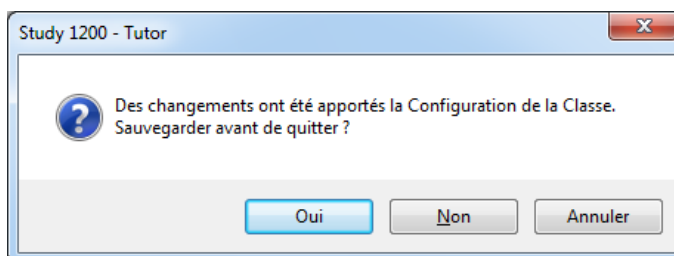 Study 1200 - Tutor
Des changements ont été apportés la Configuration de la Classe.
Sauvegarder avant de quitter ?
Oui
Non
Annuler